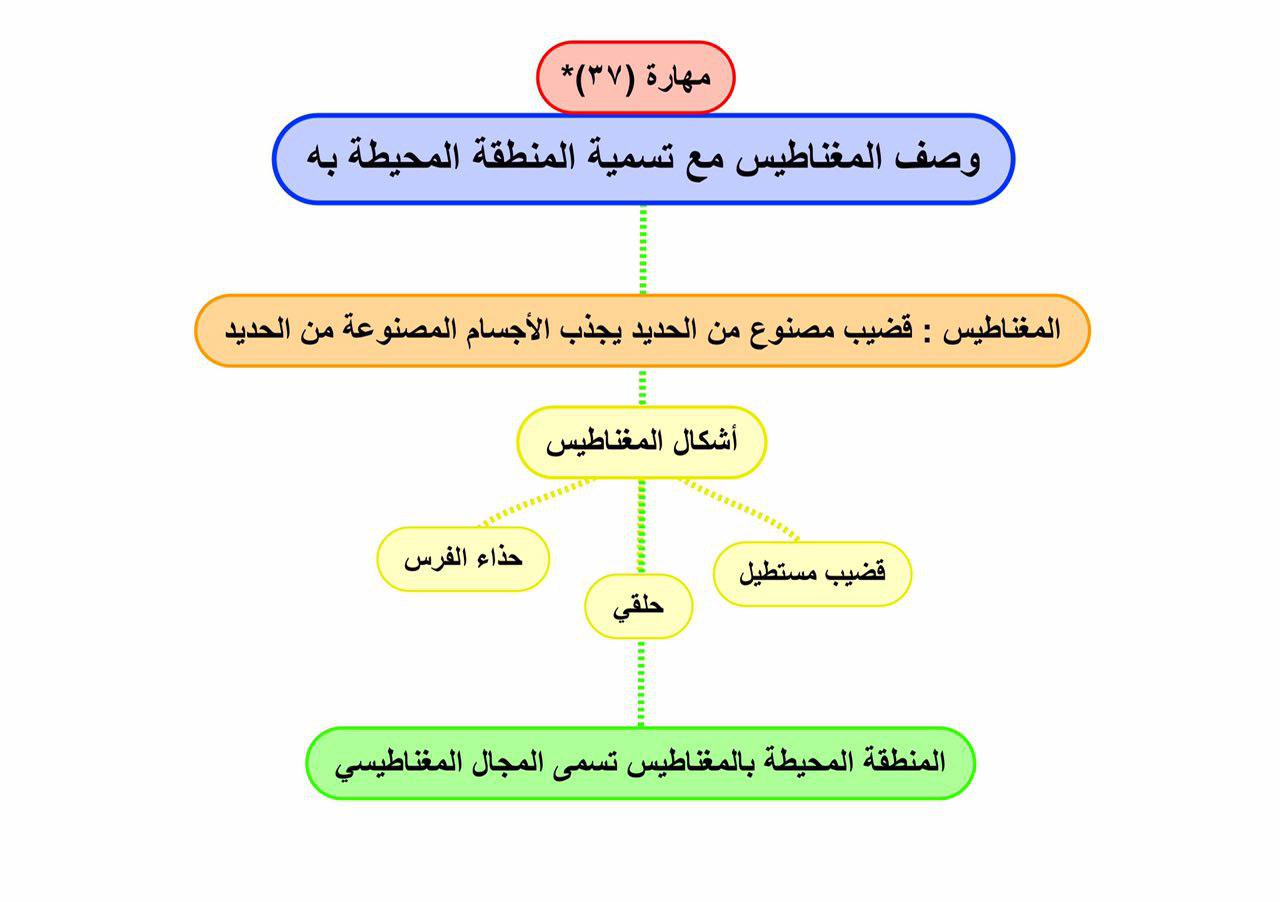 مهارة (٣٧)*
وصف المغناطيس مع تسمية المنطقة المحيطة به
المغناطيس : قضيب مصنوع من الحديد يجذب الأجسام المصنوعة من الحديد
أشكال المغناطيس
قضيب مستطيل
حلقي
حذاء الفرس
المنطقة المحيطة بالمغناطيس تسمى المجال المغناطيسي